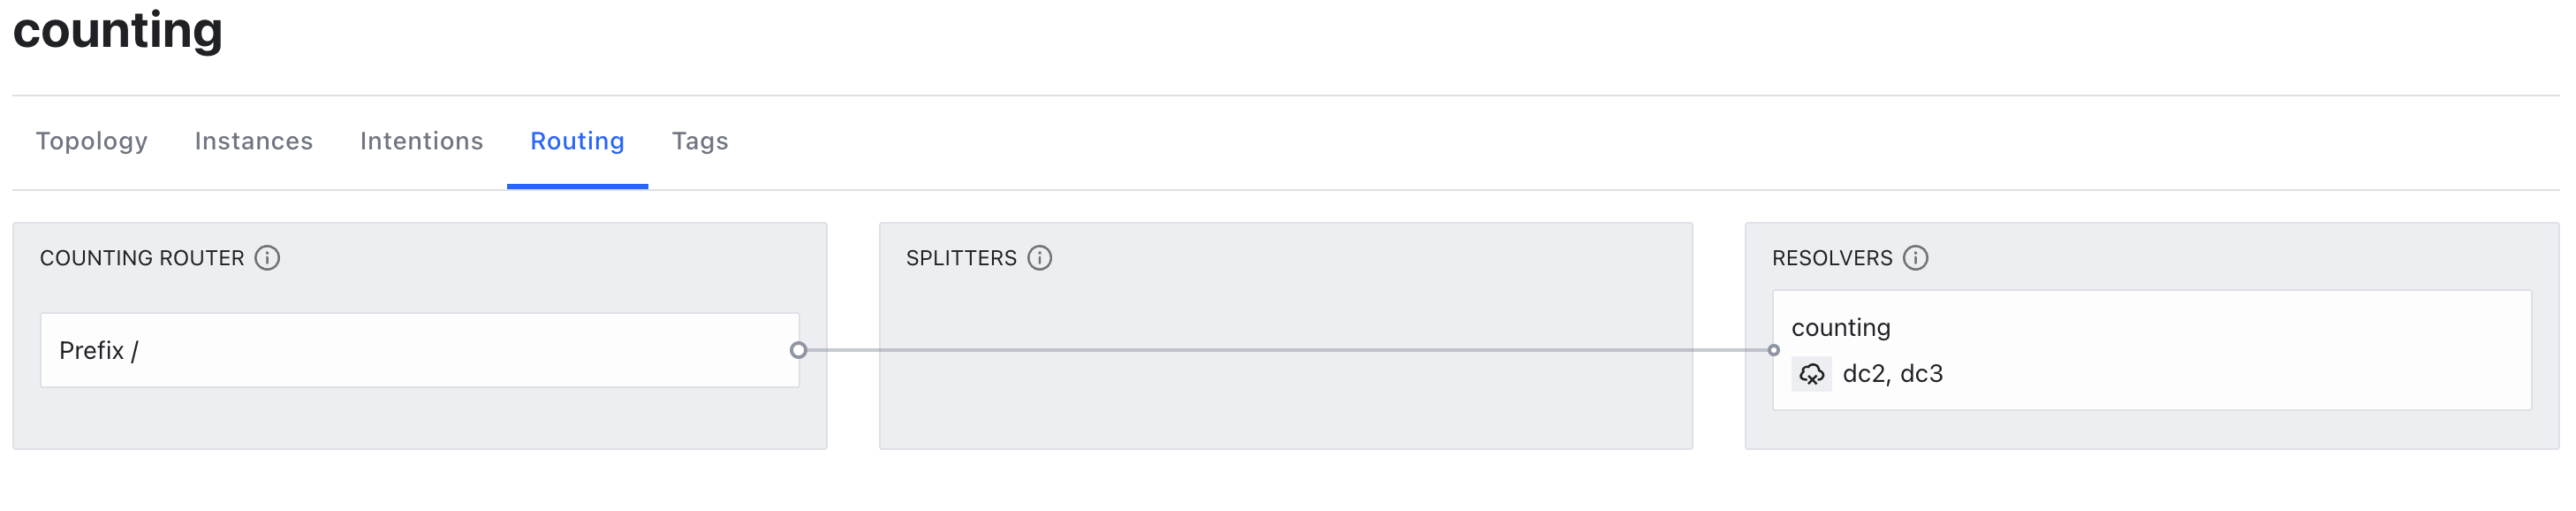 counting
Topology Instances Intentions Routing Tags
COUNTING ROUTER
Prefix /
SPLITTERS
RESOLVERS
counting
dc2, dc3